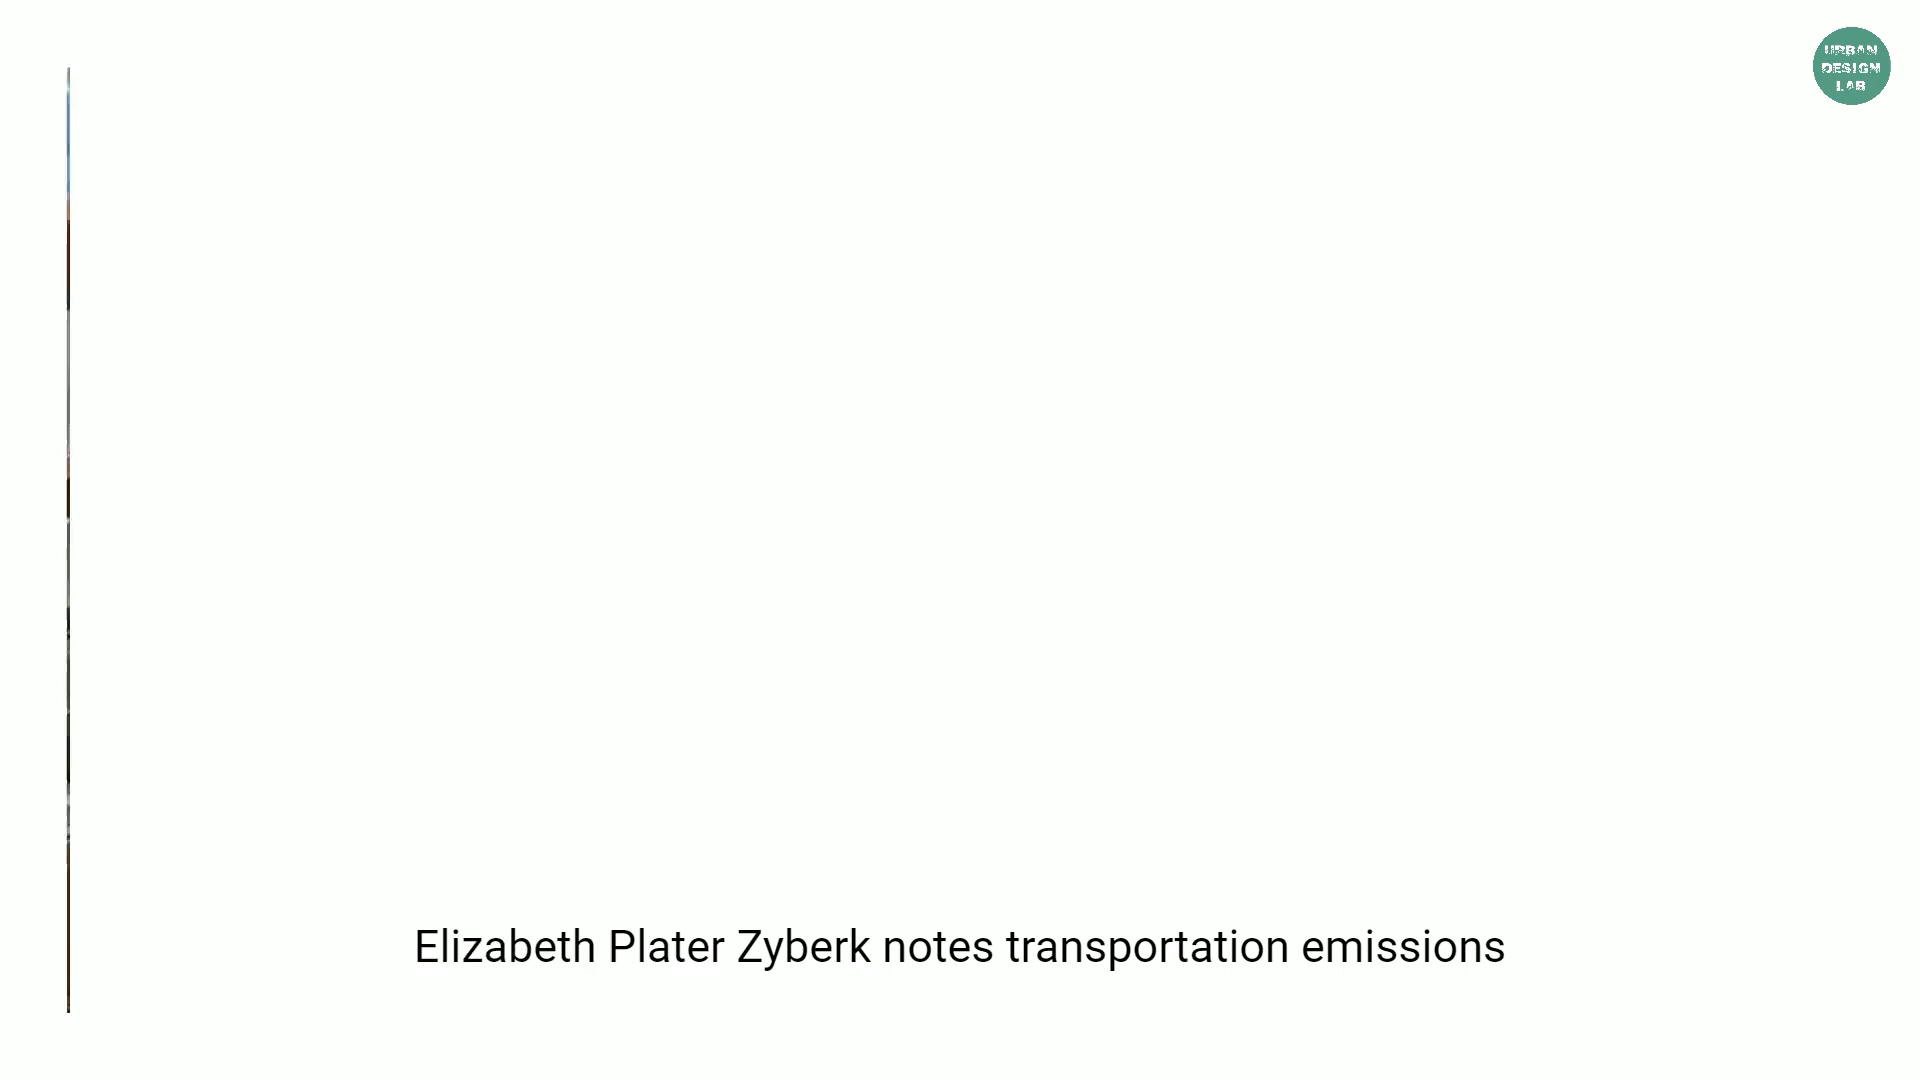 URBAN
DESIGN
LAB
Elizabeth Plater Zyberk notes transportation emissions